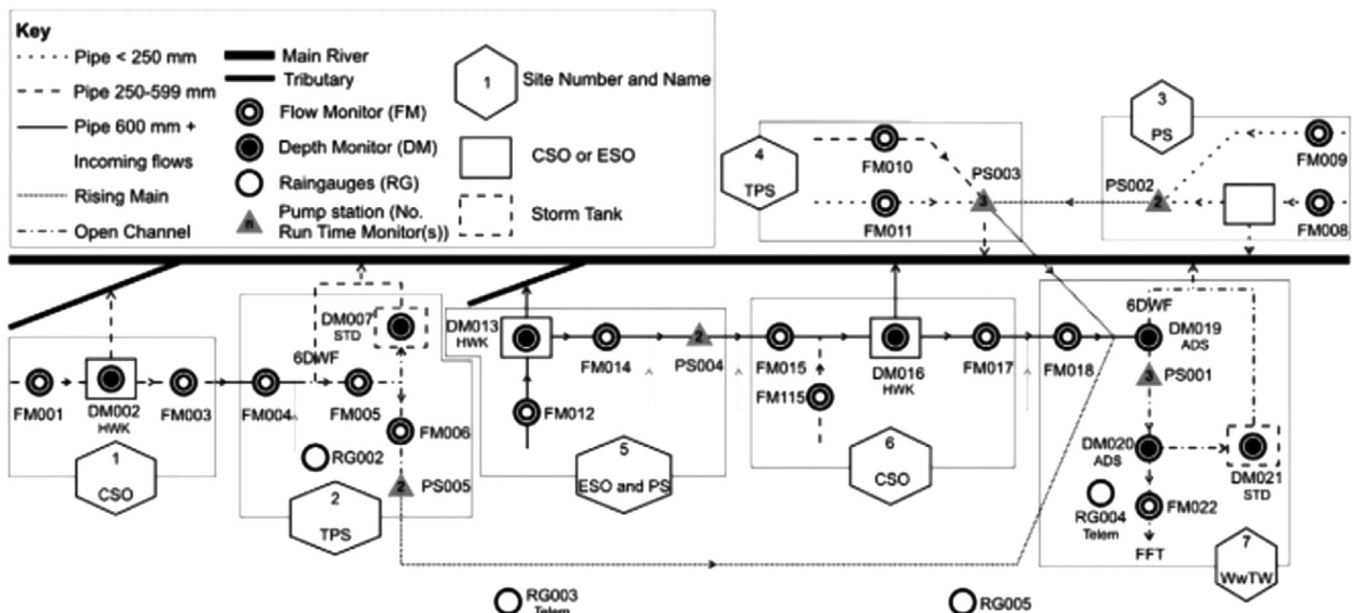 Key
Pipe < 250 mm
Pipe 250-599 mm
Pipe 600 mm +
Incoming flows
Rising Main
Open Channel
Main River
Tributary
Flow Monitor (FM)
Depth Monitor (DM)
Raingauges (RG)
n
Pump station (No.
Run Time Monitor(s))
1
Site Number and Name
CSO or ESO
Storm Tank
4
TPS
FM010
FM011
PS003
3
3
PS
PS002
2
FM009
FM008
FM001
DM002
HWK
FM003
1
CSO
DM007
STD
6DWF
FM004
FM005
FM006
RG002
2
PS005
2
TPS
DM013
HWK
FM014
2
PS004
FM012
5
ESO and PS
FM015
FM115
DM016
HWK
FM017
6
CSO
FM018
6DWF
DM019
ADS
3
PS001
DM020
ADS
DM021
STD
RG004
Telem
FM022
FFT
7
WwTW
RG003
Telem
RG005